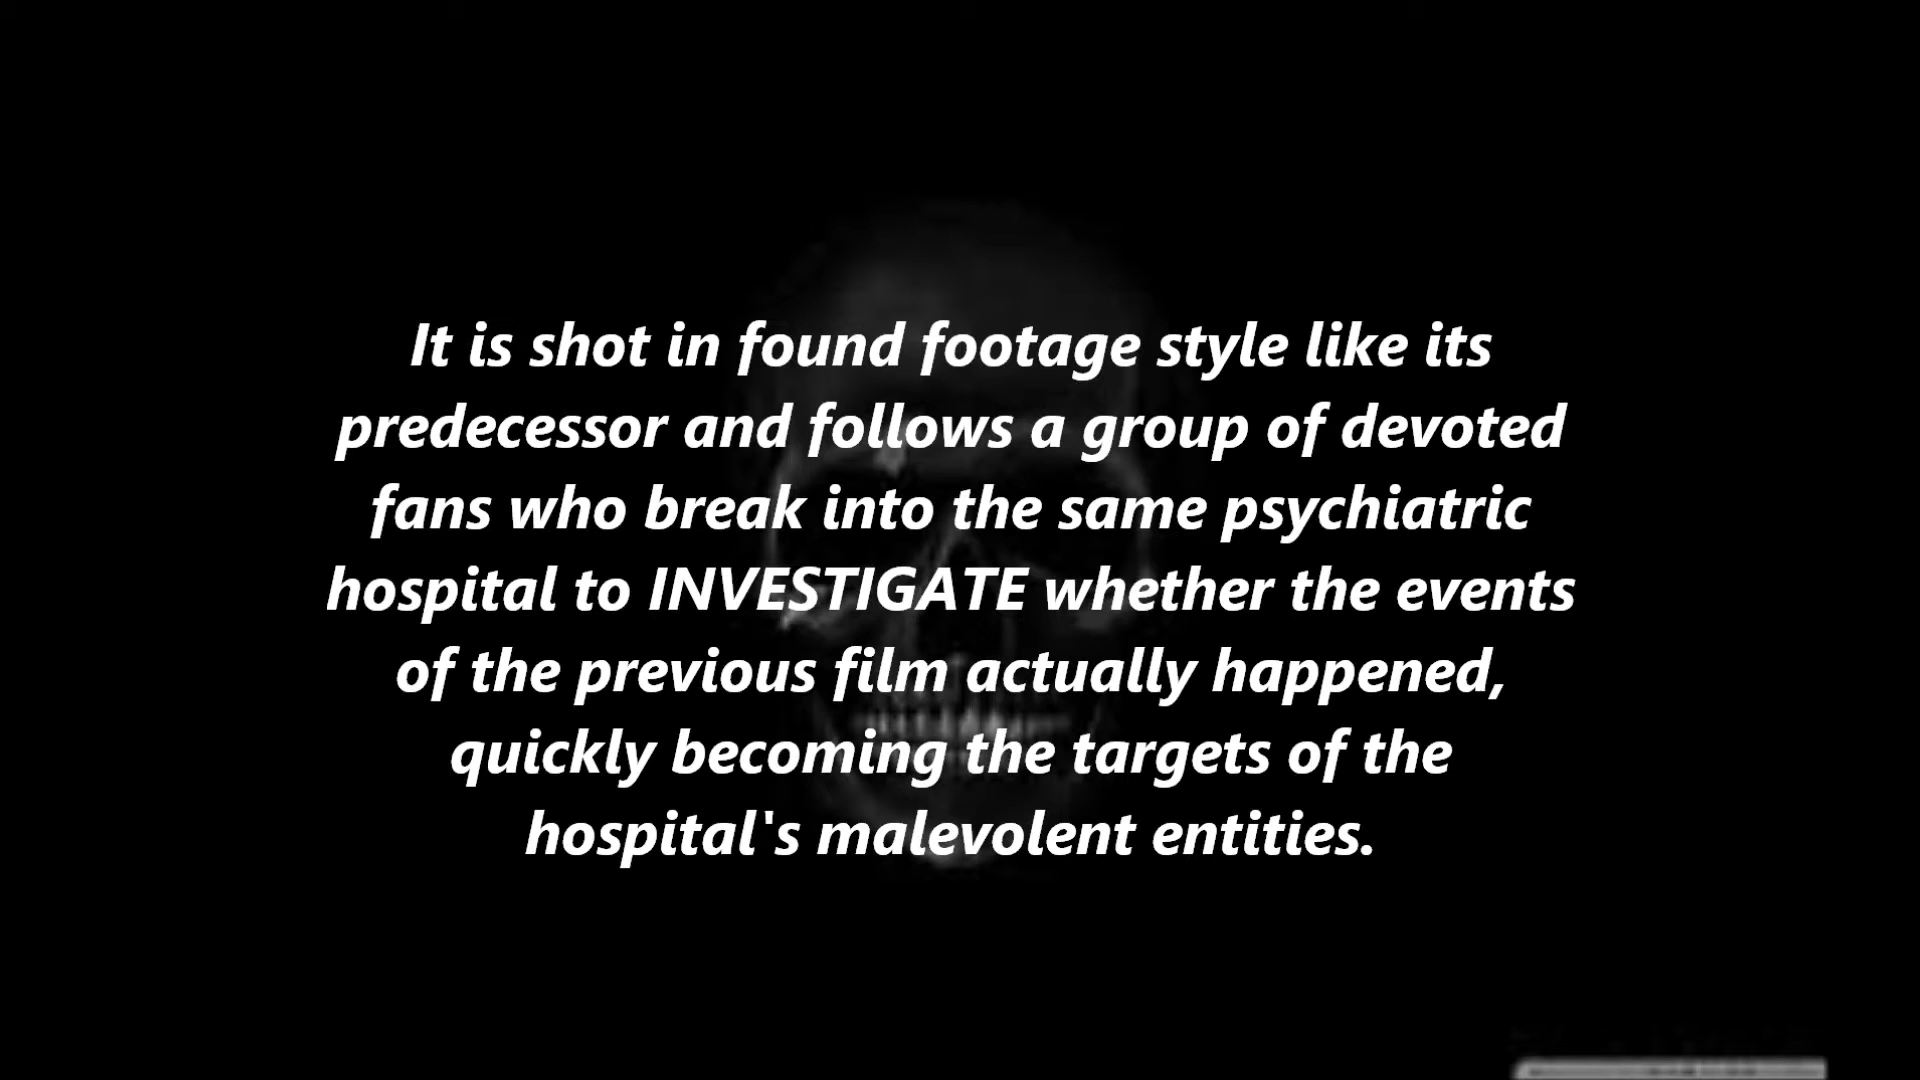 It is shot in found footage style like its
predecessor and follows a group of devoted
fans who break into the same psychiatric
hospital to INVESTIGATE whether the events
of the previous film actually happened,
quickly becoming the targets of the
hospital's malevolent entities.